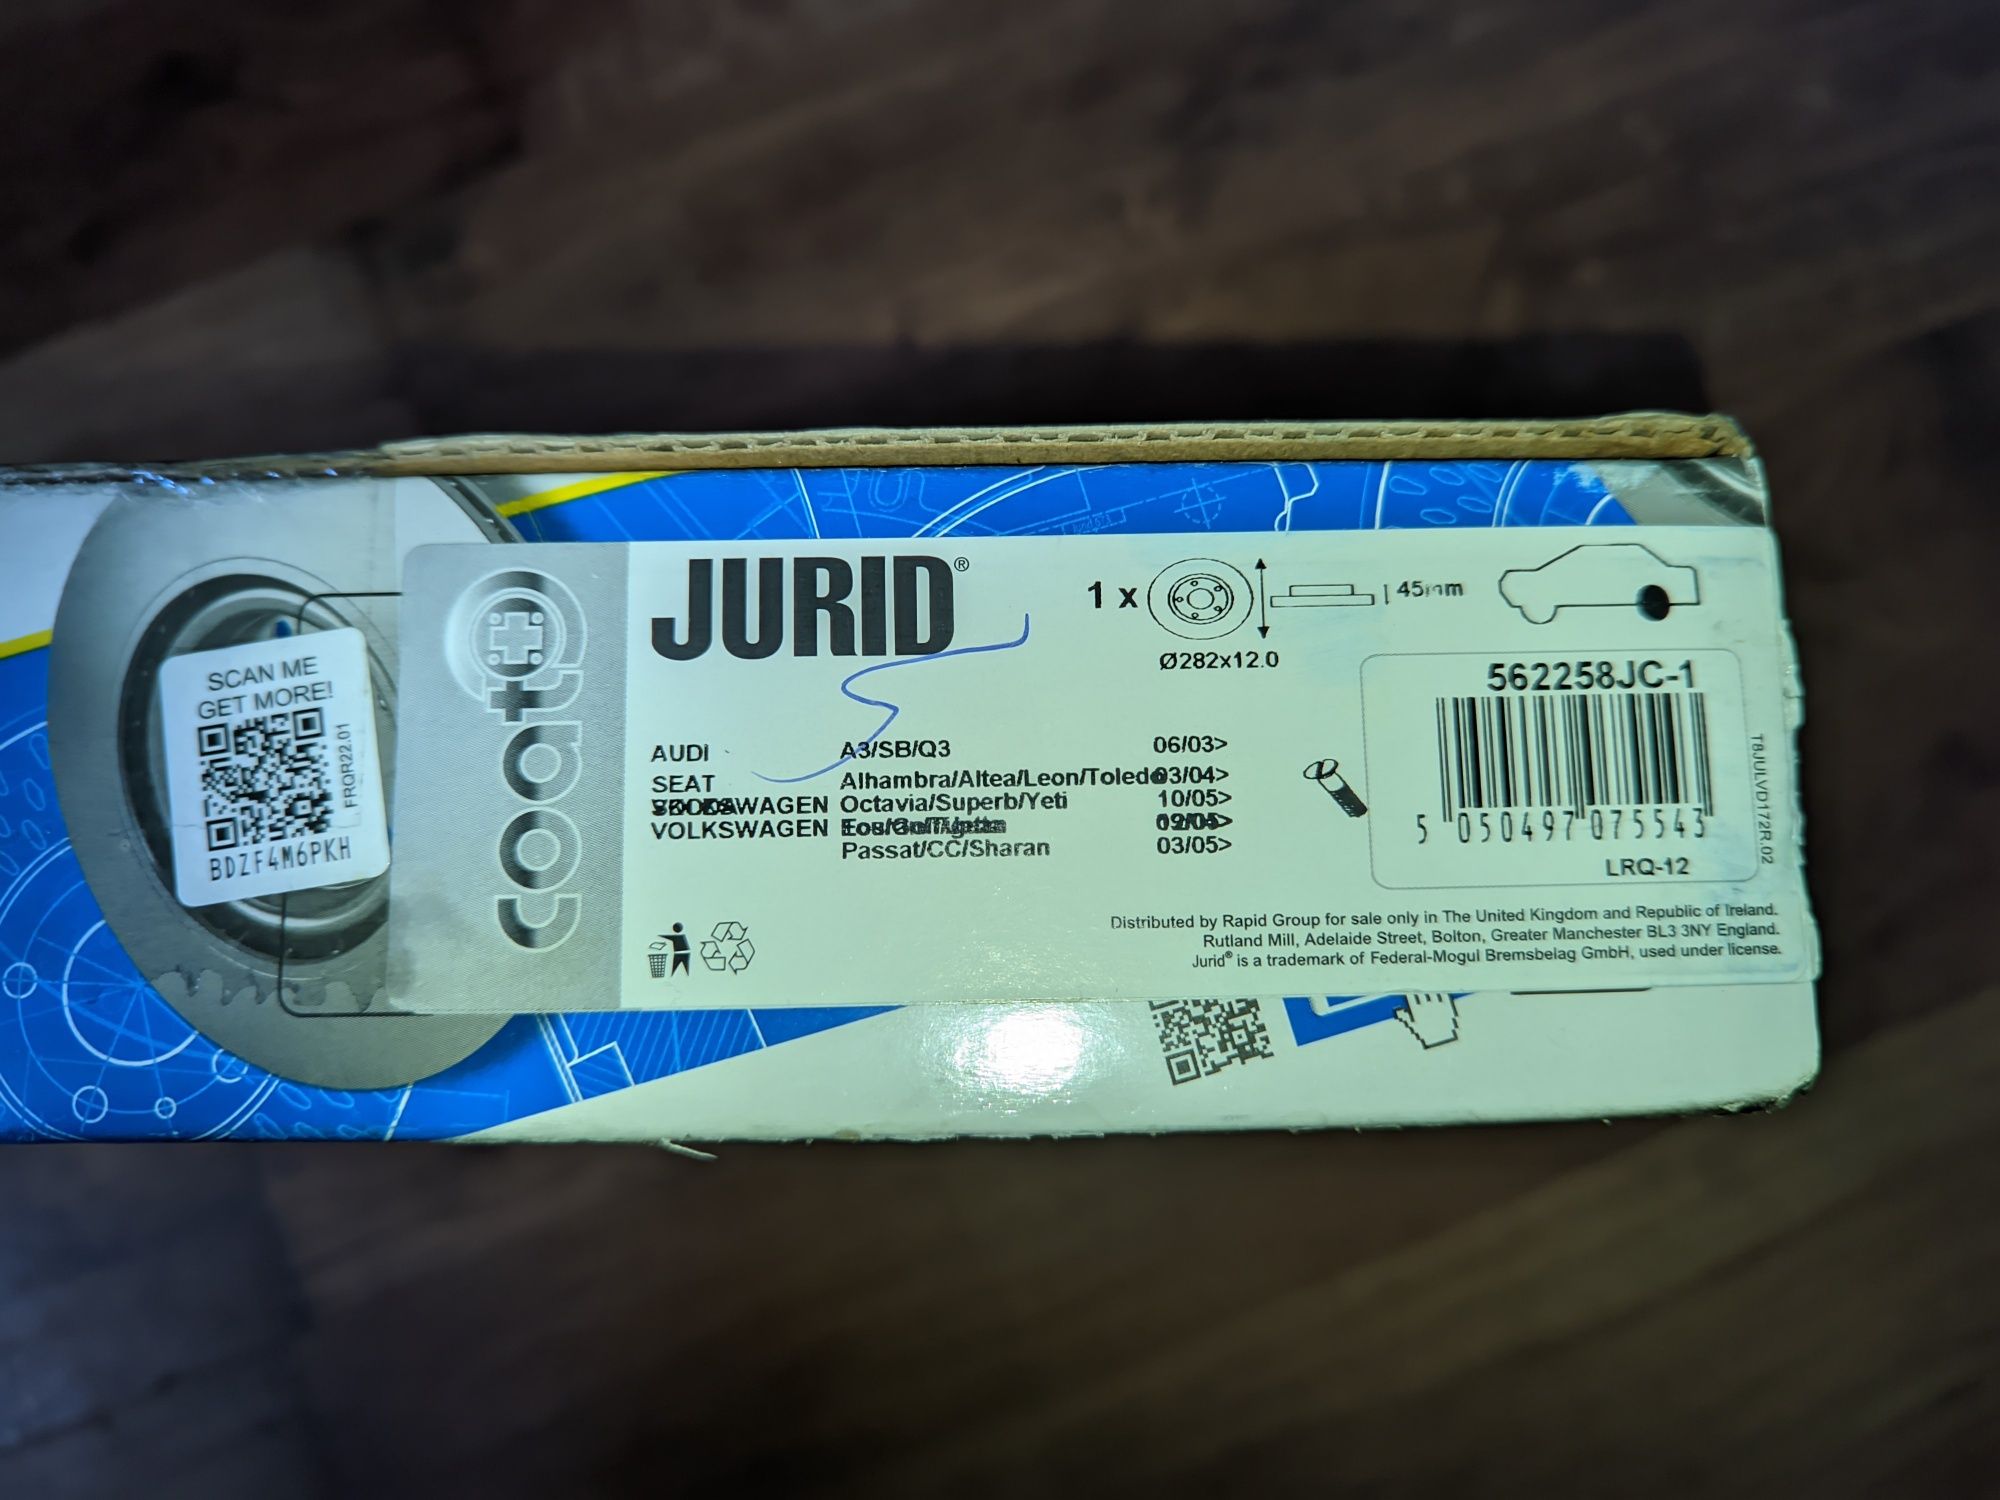 SCAN ME
GET MORE!
FRQR22.01
BDZF4M6PKH
coat
JURID®
1 x
45mm
Ø282x12.0
562258JC-1
AUDI A3/SB/Q3 06/03>
SEAT Alhambra/Altea/Leon/Toledo 03/04>
VOLKSWAGEN Octavia/Superb/Yeti 10/05>
VOLKSWAGEN
Passat/CC/Sharan 03/05>
5 050497 075543
LRQ-12
T8JULVD172R.02
Distributed by Rapid Group for sale only in The United Kingdom and Republic of Ireland.
Rutland Mill, Adelaide Street, Bolton, Greater Manchester BL3 3NY England.
Jurid® is a trademark of Federal-Mogul Bremsbelag GmbH, used under license.